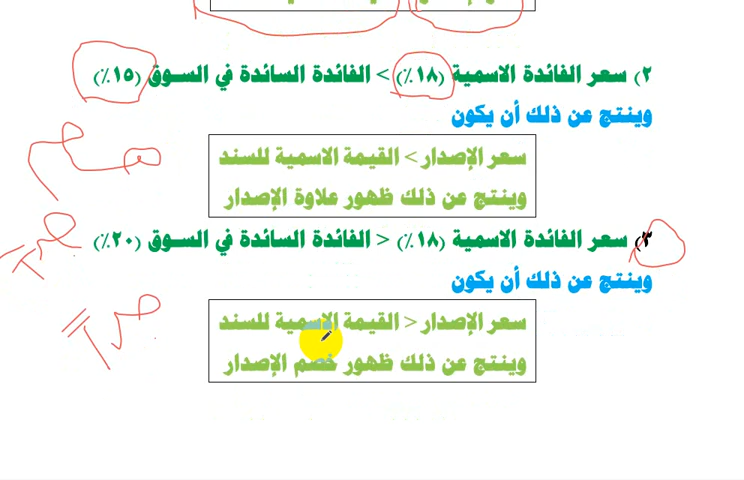 ٢) سعر الفائدة الاسمية (١٨٪) > الفائدة السائدة في السوق (١٥٪)
وينتج عن ذلك أن يكون
سعر الإصدار > القيمة الاسمية للسند
وينتج عن ذلك ظهور علاوة الإصدار
٣) سعر الفائدة الاسمية (١٨٪) < الفائدة السائدة في السوق (٢٠٪)
وينتج عن ذلك أن يكون
سعر الإصدار < القيمة الاسمية للسند
وينتج عن ذلك ظهور خصم الإصدار